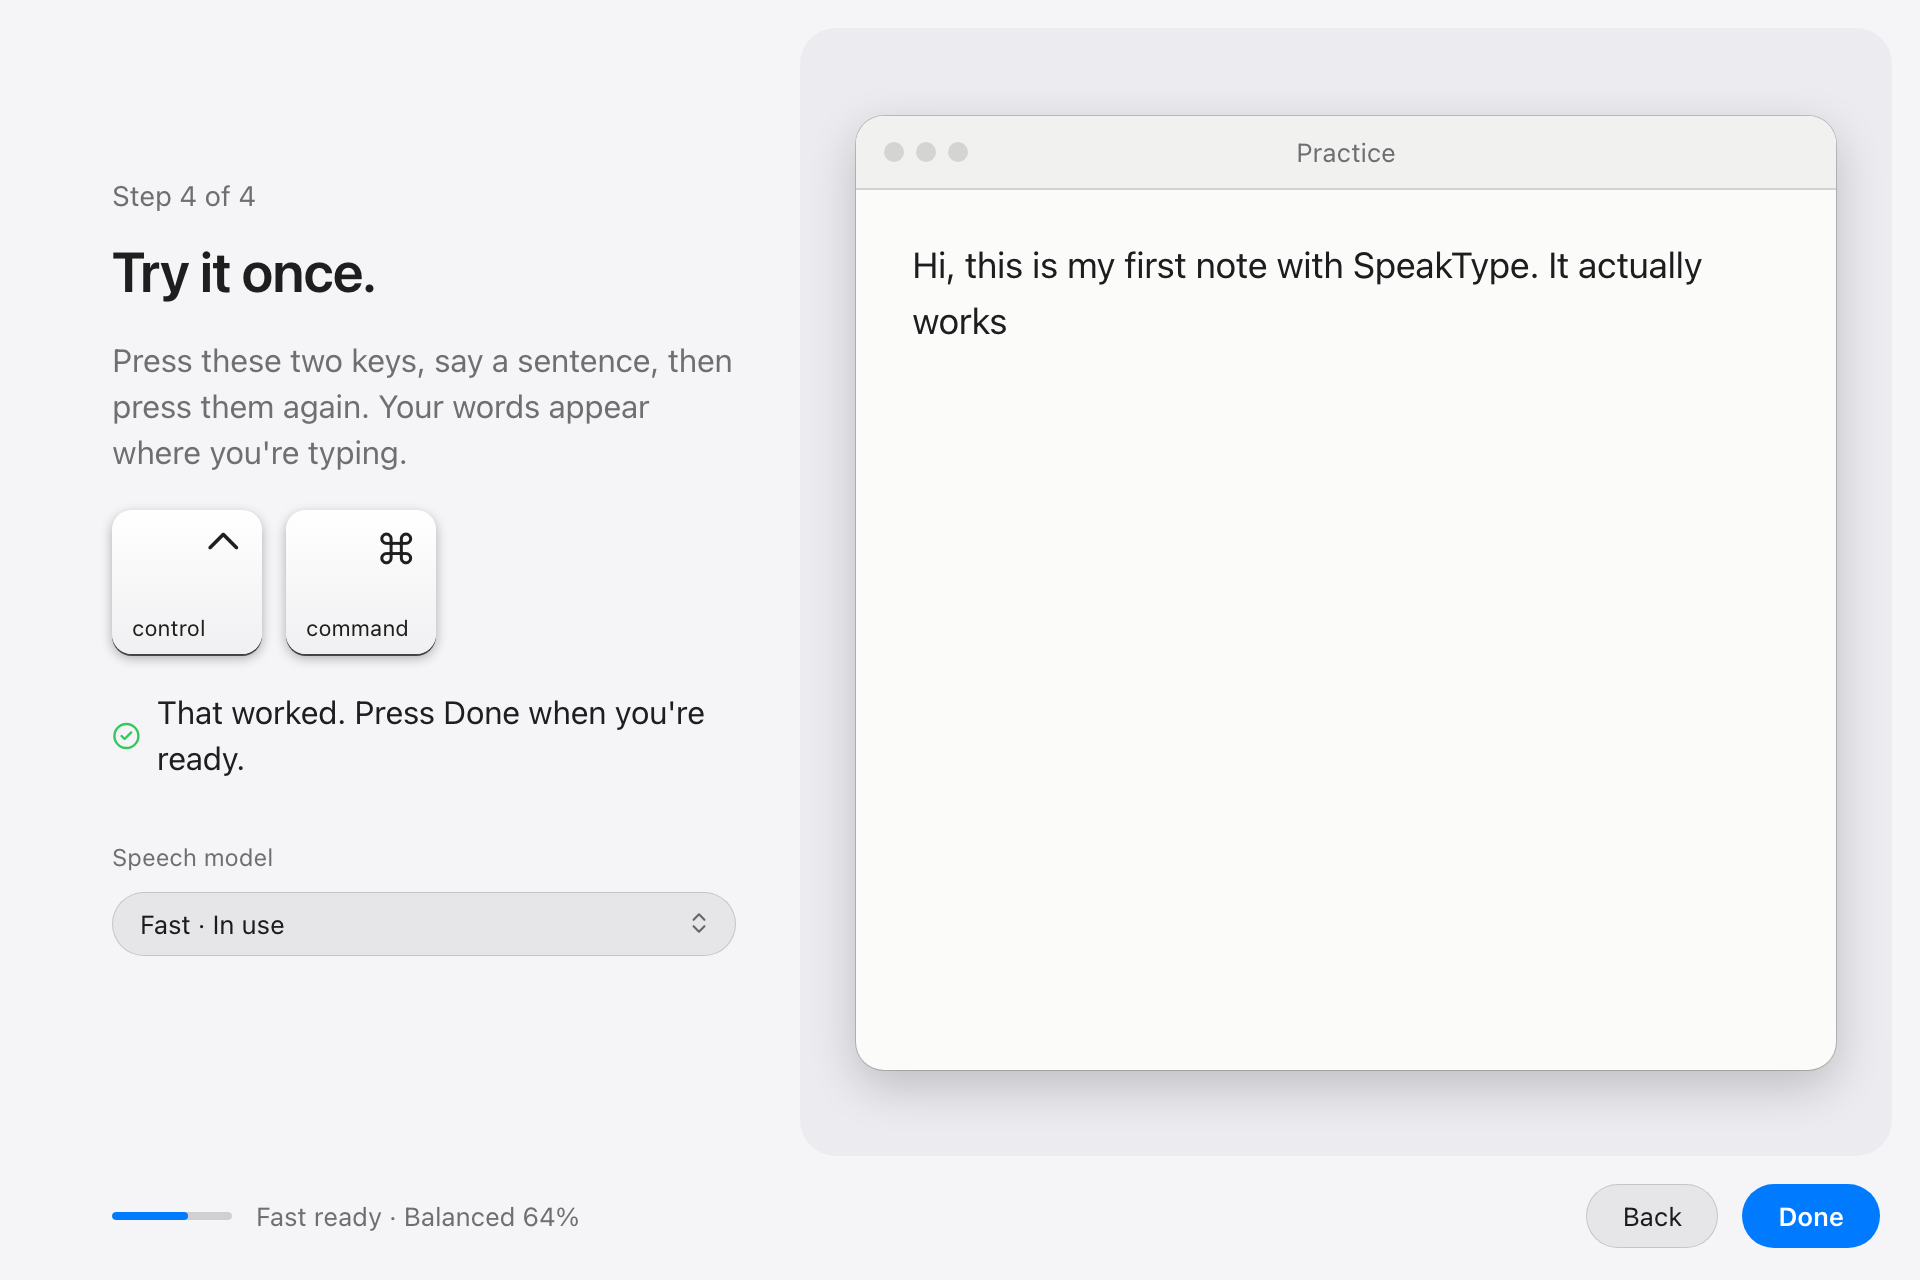 Step 4 of 4
Try it once.
Press these two keys, say a sentence, then
press them again. Your words appear
where you're typing.
⌘
control
command
That worked. Press Done when you're
ready.
Speech model
Fast · In use
Fast ready · Balanced 64%
Practice
Hi, this is my first note with SpeakType. It actually
works
Back
Done